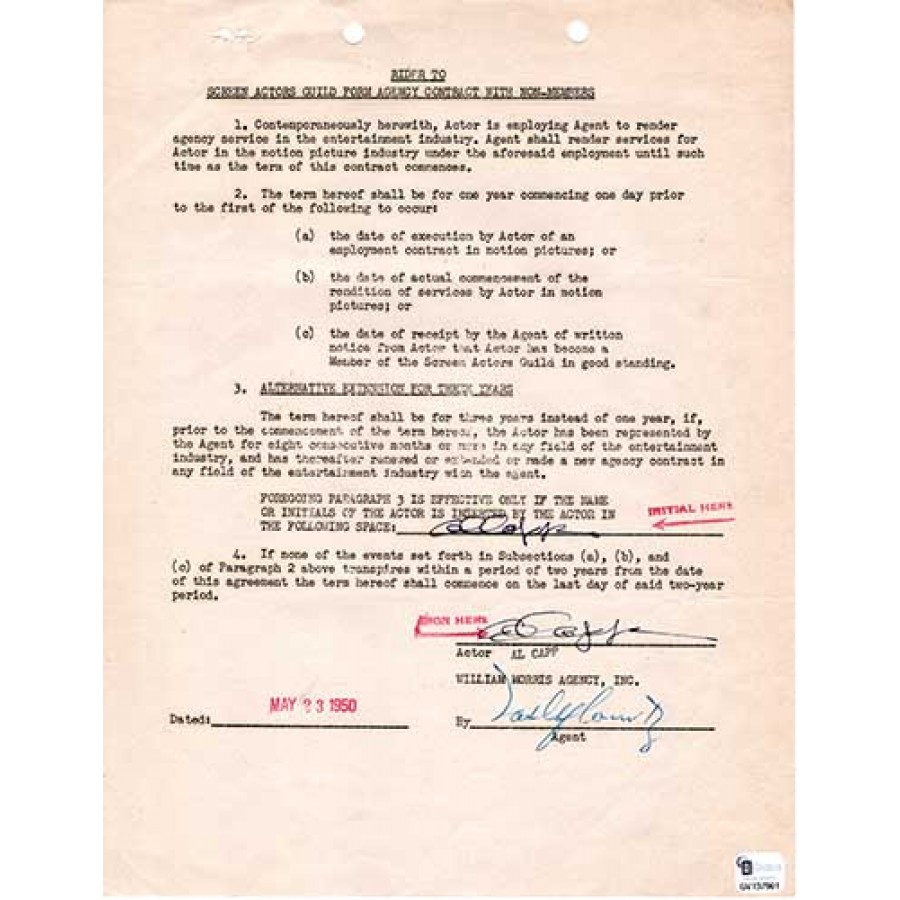 RIDER TO
SCREEN ACTORS GUILD FORM AGENCY CONTRACT WITH NON-MEMBERS
1. Contemporaneously herewith, Actor is employing Agent to render
agency service in the entertainment industry. Agent shall render services for
Actor in the motion picture industry under the aforesaid employment until such
time as the term of this contract commences.
2. The term hereof shall be for one year commencing one day prior
to the first of the following to occur:
(a) the date of execution by Actor of an
employment contract in motion pictures; or
(b) the date of actual commencement of the
rendition of services by Actor in motion
pictures; or
(c) the date of receipt by the Agent of written
notice from Actor that Actor has become a
Member of the Screen Actors Guild in good standing.
3. ALTERNATIVE EXTENSION FOR THREE YEARS
The term hereof shall be for three years instead of one year, if,
prior to the commencement of the term hereof, the Actor has been represented by
the Agent for eight consecutive months or more in any field of the entertainment
industry, and has thereafter renewed or extended or made a new agency contract in
any field of the entertainment industry with the agent.
FOREGOING PARAGRAPH 3 IS EFFECTIVE ONLY IF THE NAME
OR INITIALS OF THE ACTOR IS INSERTED BY THE ACTOR IN
INITIAL HERE
THE FOLLOWING SPACE: Al Capp
4. If none of the events set forth in Subsections (a), (b), and
(c) of Paragraph 2 above transpires within a period of two years from the date
of this agreement the term hereof shall commence on the last day of said two-year
period.
SIGN HERE Al Capp
Actor AL CAPP
WILLIAM MORRIS AGENCY, INC.
MAY 23 1950
Dated:
By
Agent
GV137901